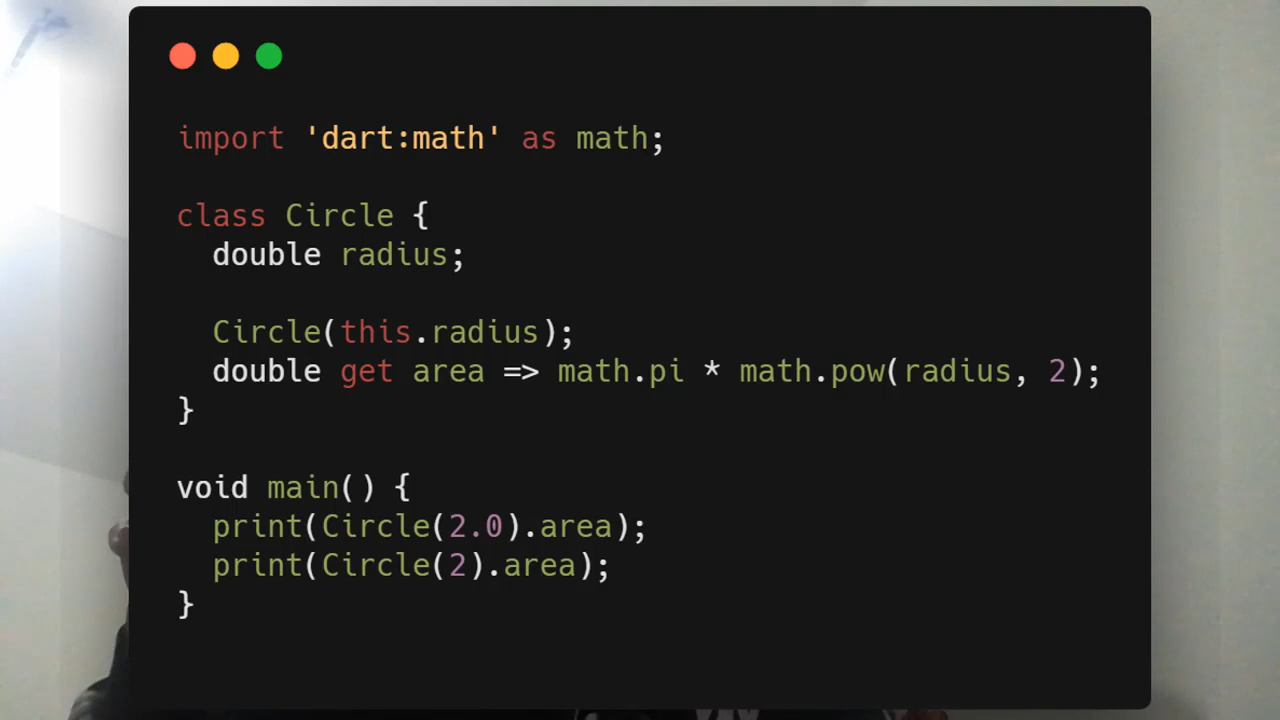 import 'dart:math' as math;
class Circle {
  double radius;
  Circle(this.radius);
  double get area => math.pi * math.pow(radius, 2);
}
void main() {
  print(Circle(2.0).area);
  print(Circle(2).area);
}